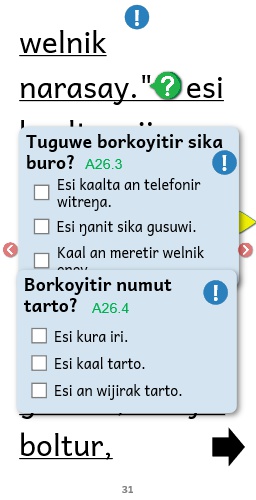 welnik
narasay." esi
Tuguwe borkoyitir sika
buro? A26.3
Esi kaalta an telefonir
witreŋa.
Esi ŋanit sika gusuwi.
Kaal an meretir welnik
Borkoyitir numut
tarto? A26.4
Esi kura iri.
Esi kaal tarto.
Esi an wijirak tarto.
boltur,
31